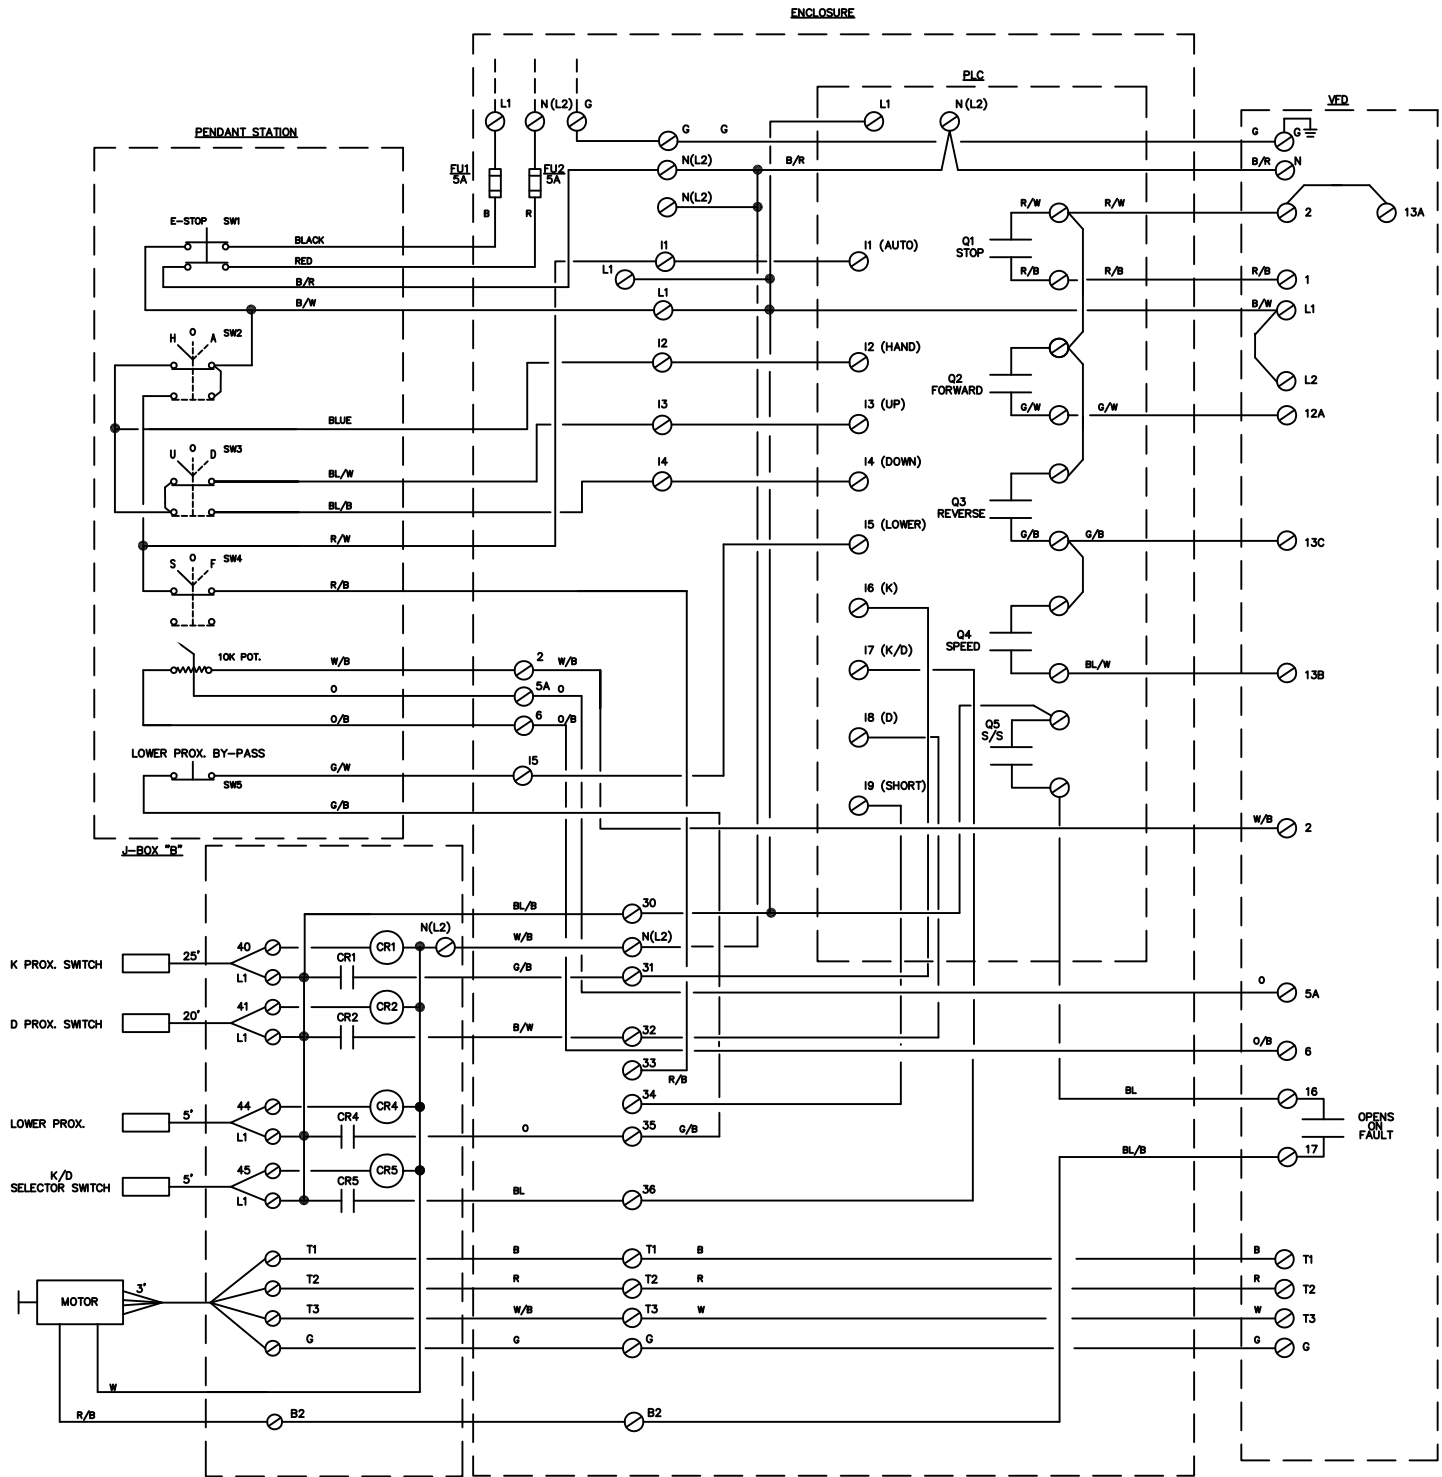 ENCLOSURE
PLC
VFD
PENDANT STATION
L1
N(L2)
G
L1
N(L2)
G
G
G
G
FU1
5A
FU2
5A
N(L2)
B/R
B/R
N
N(L2)
B
R
R/W
R/W
2
13A
E-STOP
SW1
BLACK
RED
B/R
B/W
I1
I1 (AUTO)
Q1
STOP
L1
L1
R/B
R/B
R/B
1
B/W
L1
H
O
A
SW2
I2
I2 (HAND)
Q2
FORWARD
L2
BLUE
I3
I3 (UP)
G/W
G/W
12A
U
O
D
SW3
BL/W
BL/B
I4
I4 (DOWN)
Q3
REVERSE
R/W
I5 (LOWER)
G/B
G/B
13C
S
O
F
SW4
R/B
I6 (K)
Q4
SPEED
10K POT.
W/B
2
W/B
I7 (K/D)
BL/W
13B
O
5A
O
O/B
6
O/B
I8 (D)
Q5
S/S
LOWER PROX. BY-PASS
SW5
G/W
I5
I9 (SHORT)
G/B
W/B
2
J-BOX "B"
BL/B
30
N(L2)
W/B
N(L2)
K PROX. SWITCH
25'
40
L1
CR1
CR1
G/B
31
O
5A
D PROX. SWITCH
20'
41
L1
CR2
CR2
B/W
32
O/B
6
33
R/B
34
BL
16
OPENS
ON
FAULT
LOWER PROX.
5'
44
L1
CR4
CR4
O
35
G/B
BL/B
17
K/D
SELECTOR SWITCH
5'
45
L1
CR5
CR5
BL
36
MOTOR
3'
T1
B
T1
B
B
T1
T2
R
T2
R
R
T2
T3
W/B
T3
W
W
T3
G
G
G
G
G
W
R/B
B2
B2